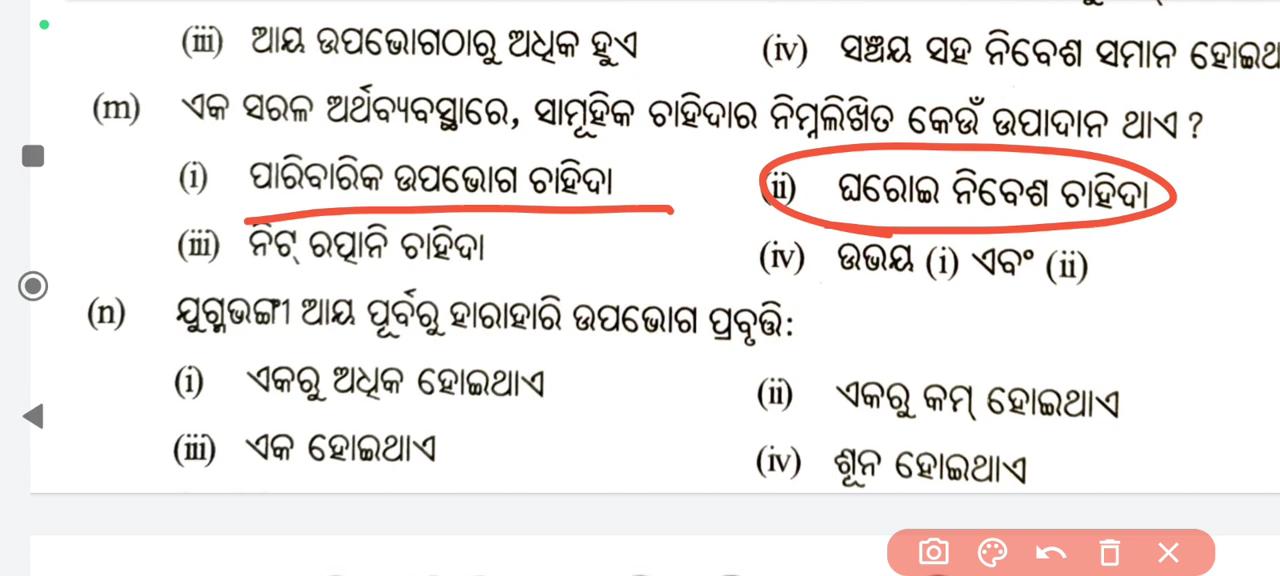 (iii) ଆୟ ଉପଭୋଗଠାରୁ ଅଧିକ ହୁଏ (iv) ସଞ୍ଚୟ ସହ ନିବେଶ ସମାନ
(m) ଏକ ସରଳ ଅର୍ଥବ୍ୟବସ୍ଥାରେ, ସାମୂହିକ ଚାହିଦାର ନିମ୍ନଲିଖିତ କେଉଁ ଉପାଦାନ ଥାଏ ?
(i) ପାରିବାରିକ ଉପଭୋଗ ଚାହିଦା (ii) ଘରୋଇ ନିବେଶ ଚାହିଦା
(iii) ନିଟ୍ ରପ୍ତାନି ଚାହିଦା (iv) ଉଭୟ (i) ଏବଂ (ii)
(n) ଯୁଗ୍ମଭଙ୍ଗୀ ଆୟ ପୂର୍ବରୁ ହାରାହାରି ଉପଭୋଗ ପ୍ରବୃତ୍ତି:
(i) ଏକରୁ ଅଧିକ ହୋଇଥାଏ (ii) ଏକରୁ କମ୍ ହୋଇଥାଏ
(iii) ଏକ ହୋଇଥାଏ (iv) ଶୂନ ହୋଇଥାଏ